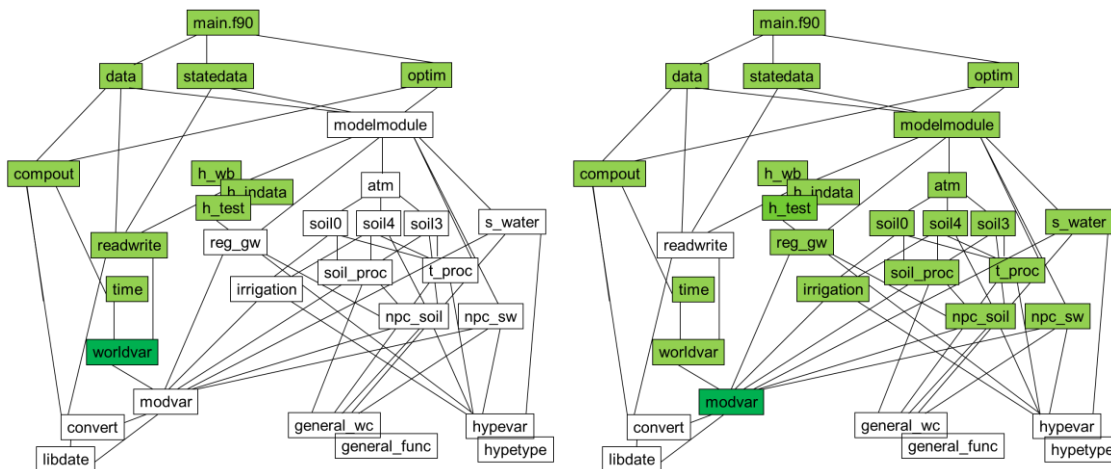 main.f90
data
statedata
optim
modelmodule
compout
h_wb
h_indata
h_test
atm
soil0
soil4
soil3
s_water
readwrite
reg_gw
soil_proc
t_proc
time
irrigation
npc_soil
npc_sw
worldvar
modvar
convert
general_wc
hypevar
general_func
hypetype
libdate
main.f90
data
statedata
optim
modelmodule
compout
h_wb
h_indata
h_test
atm
soil0
soil4
soil3
s_water
readwrite
reg_gw
soil_proc
t_proc
time
irrigation
npc_soil
npc_sw
worldvar
modvar
convert
general_wc
hypevar
general_func
hypetype
libdate